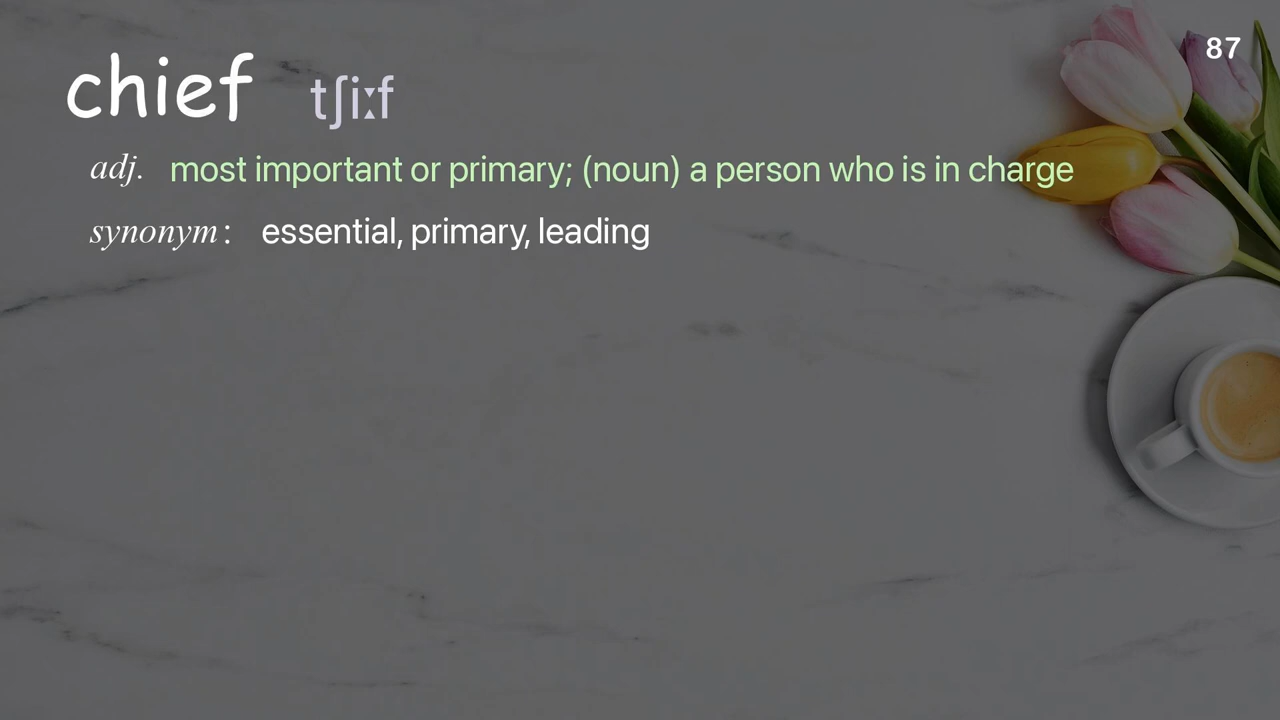 87
chief tʃiːf
adj. most important or primary; (noun) a person who is in charge
synonym: essential, primary, leading